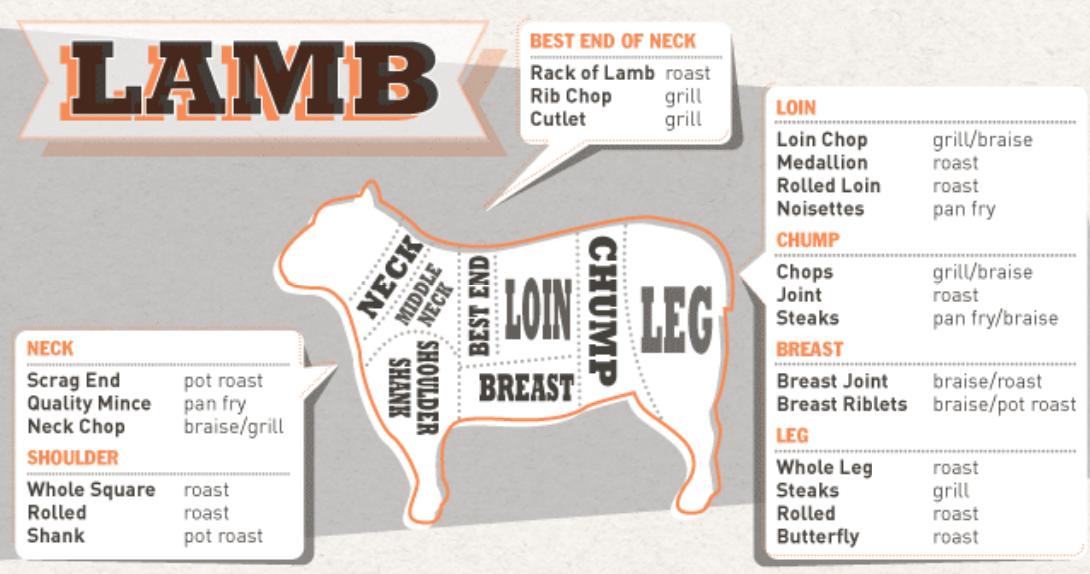 LAMB
BEST END OF NECK
Rack of Lamb roast
Rib Chop grill
Cutlet grill
LOIN
Loin Chop grill/braise
Medallion roast
Rolled Loin roast
Noisettes pan fry
CHUMP
Chops grill/braise
Joint roast
Steaks pan fry/braise
BREAST
Breast Joint braise/roast
Breast Riblets braise/pot roast
LEG
Whole Leg roast
Steaks grill
Rolled roast
Butterfly roast
NECK
MIDDLE
NECK
BEST END
LOIN
CHUMP
LEG
SHOULDER
SHANK
BREAST
NECK
Scrag End pot roast
Quality Mince pan fry
Neck Chop braise/grill
SHOULDER
Whole Square roast
Rolled roast
Shank pot roast